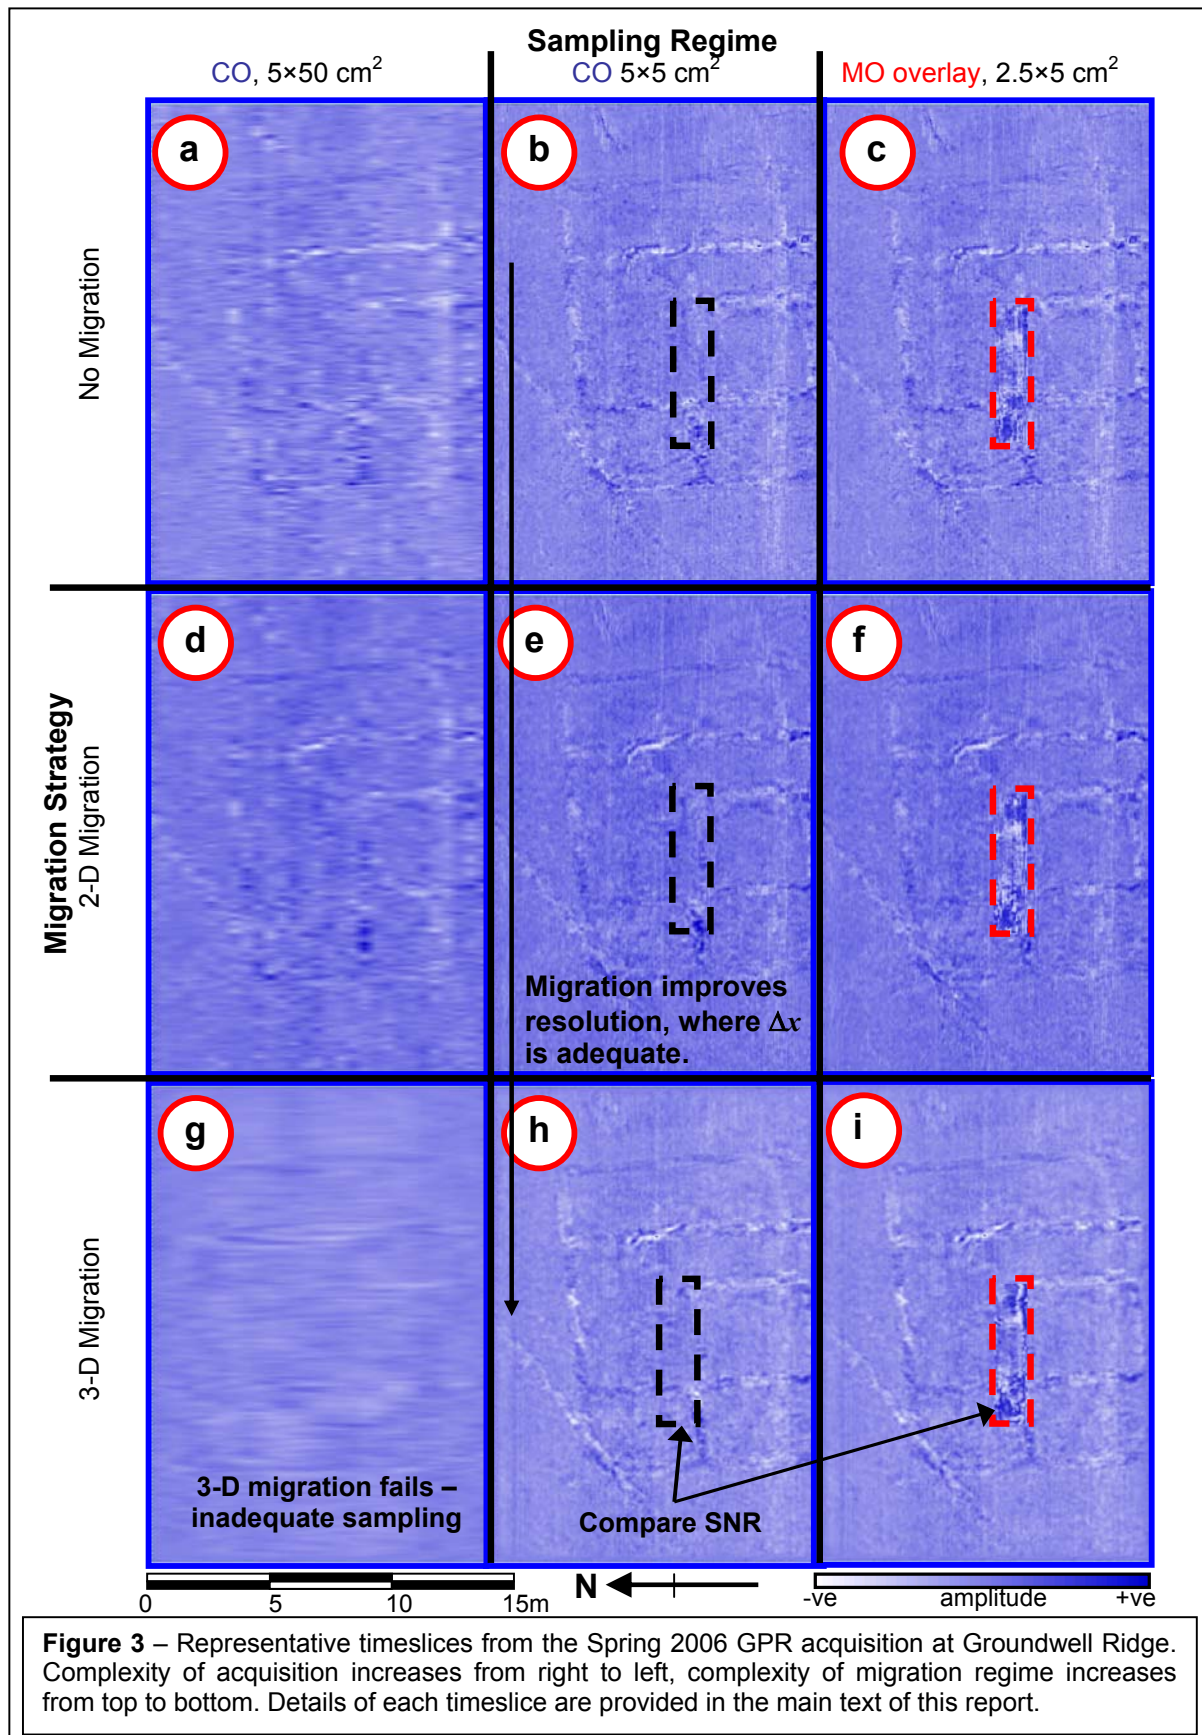 Sampling Regime
CO, 5×50 cm²
CO 5×5 cm²
MO overlay, 2.5×5 cm²
Migration Strategy
No Migration
a
b
c
2-D Migration
d
e
f
Migration improves
resolution, where Δx
is adequate.
3-D Migration
g
h
i
3-D migration fails –
inadequate sampling
Compare SNR
0 5 10 15m
N
-ve amplitude +ve
Figure 3 – Representative timeslices from the Spring 2006 GPR acquisition at Groundwell Ridge.
Complexity of acquisition increases from right to left, complexity of migration regime increases
from top to bottom. Details of each timeslice are provided in the main text of this report.